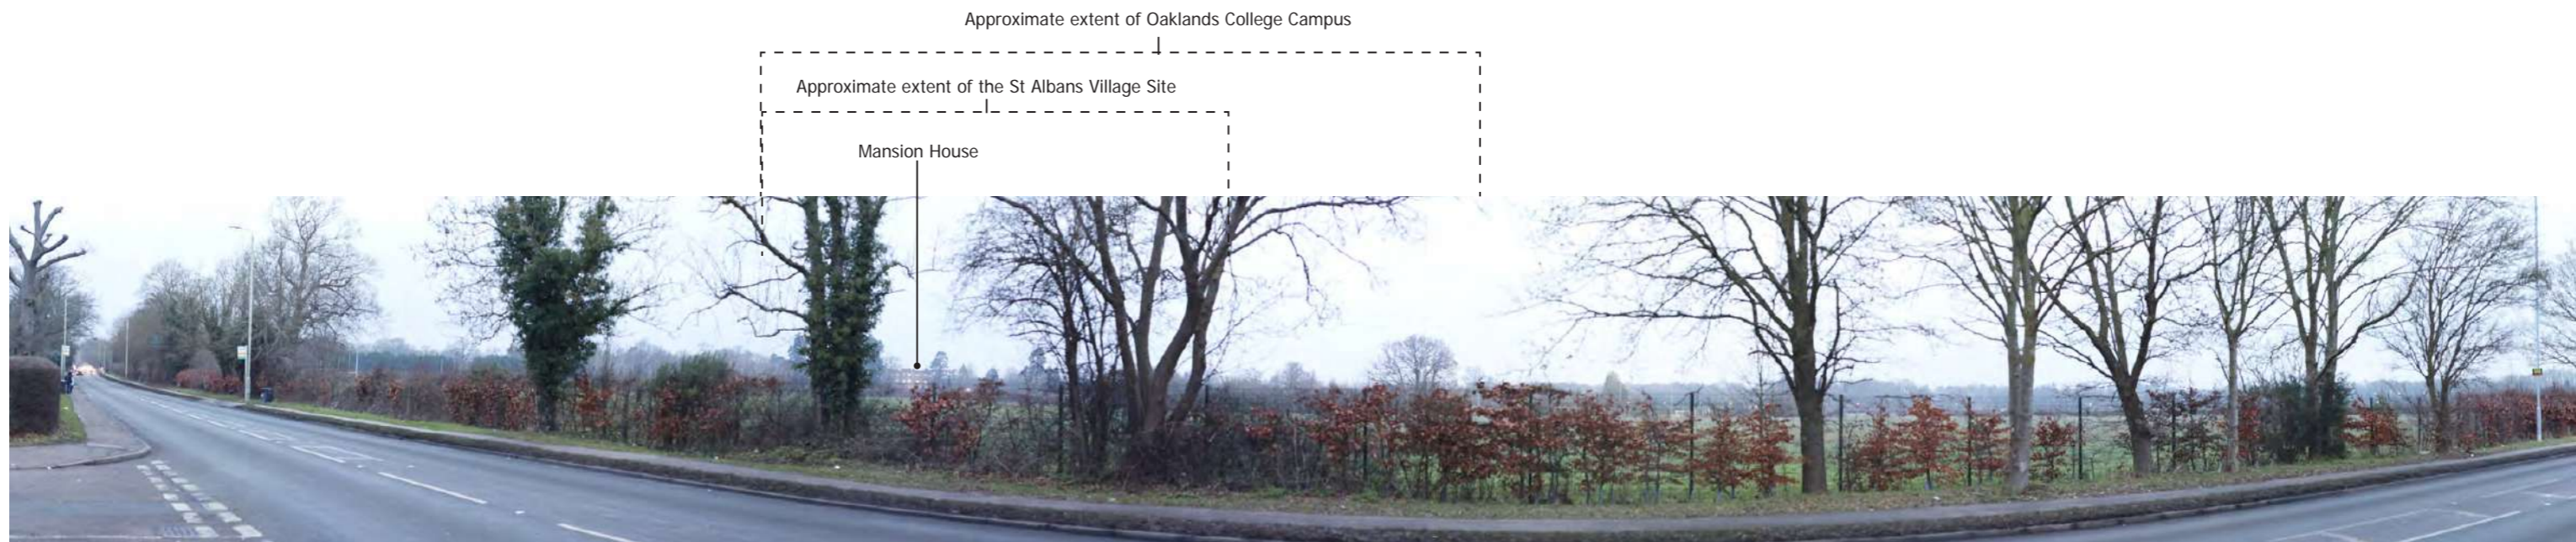 Approximate extent of Oaklands College Campus
Approximate extent of the St Albans Village Site
Mansion House